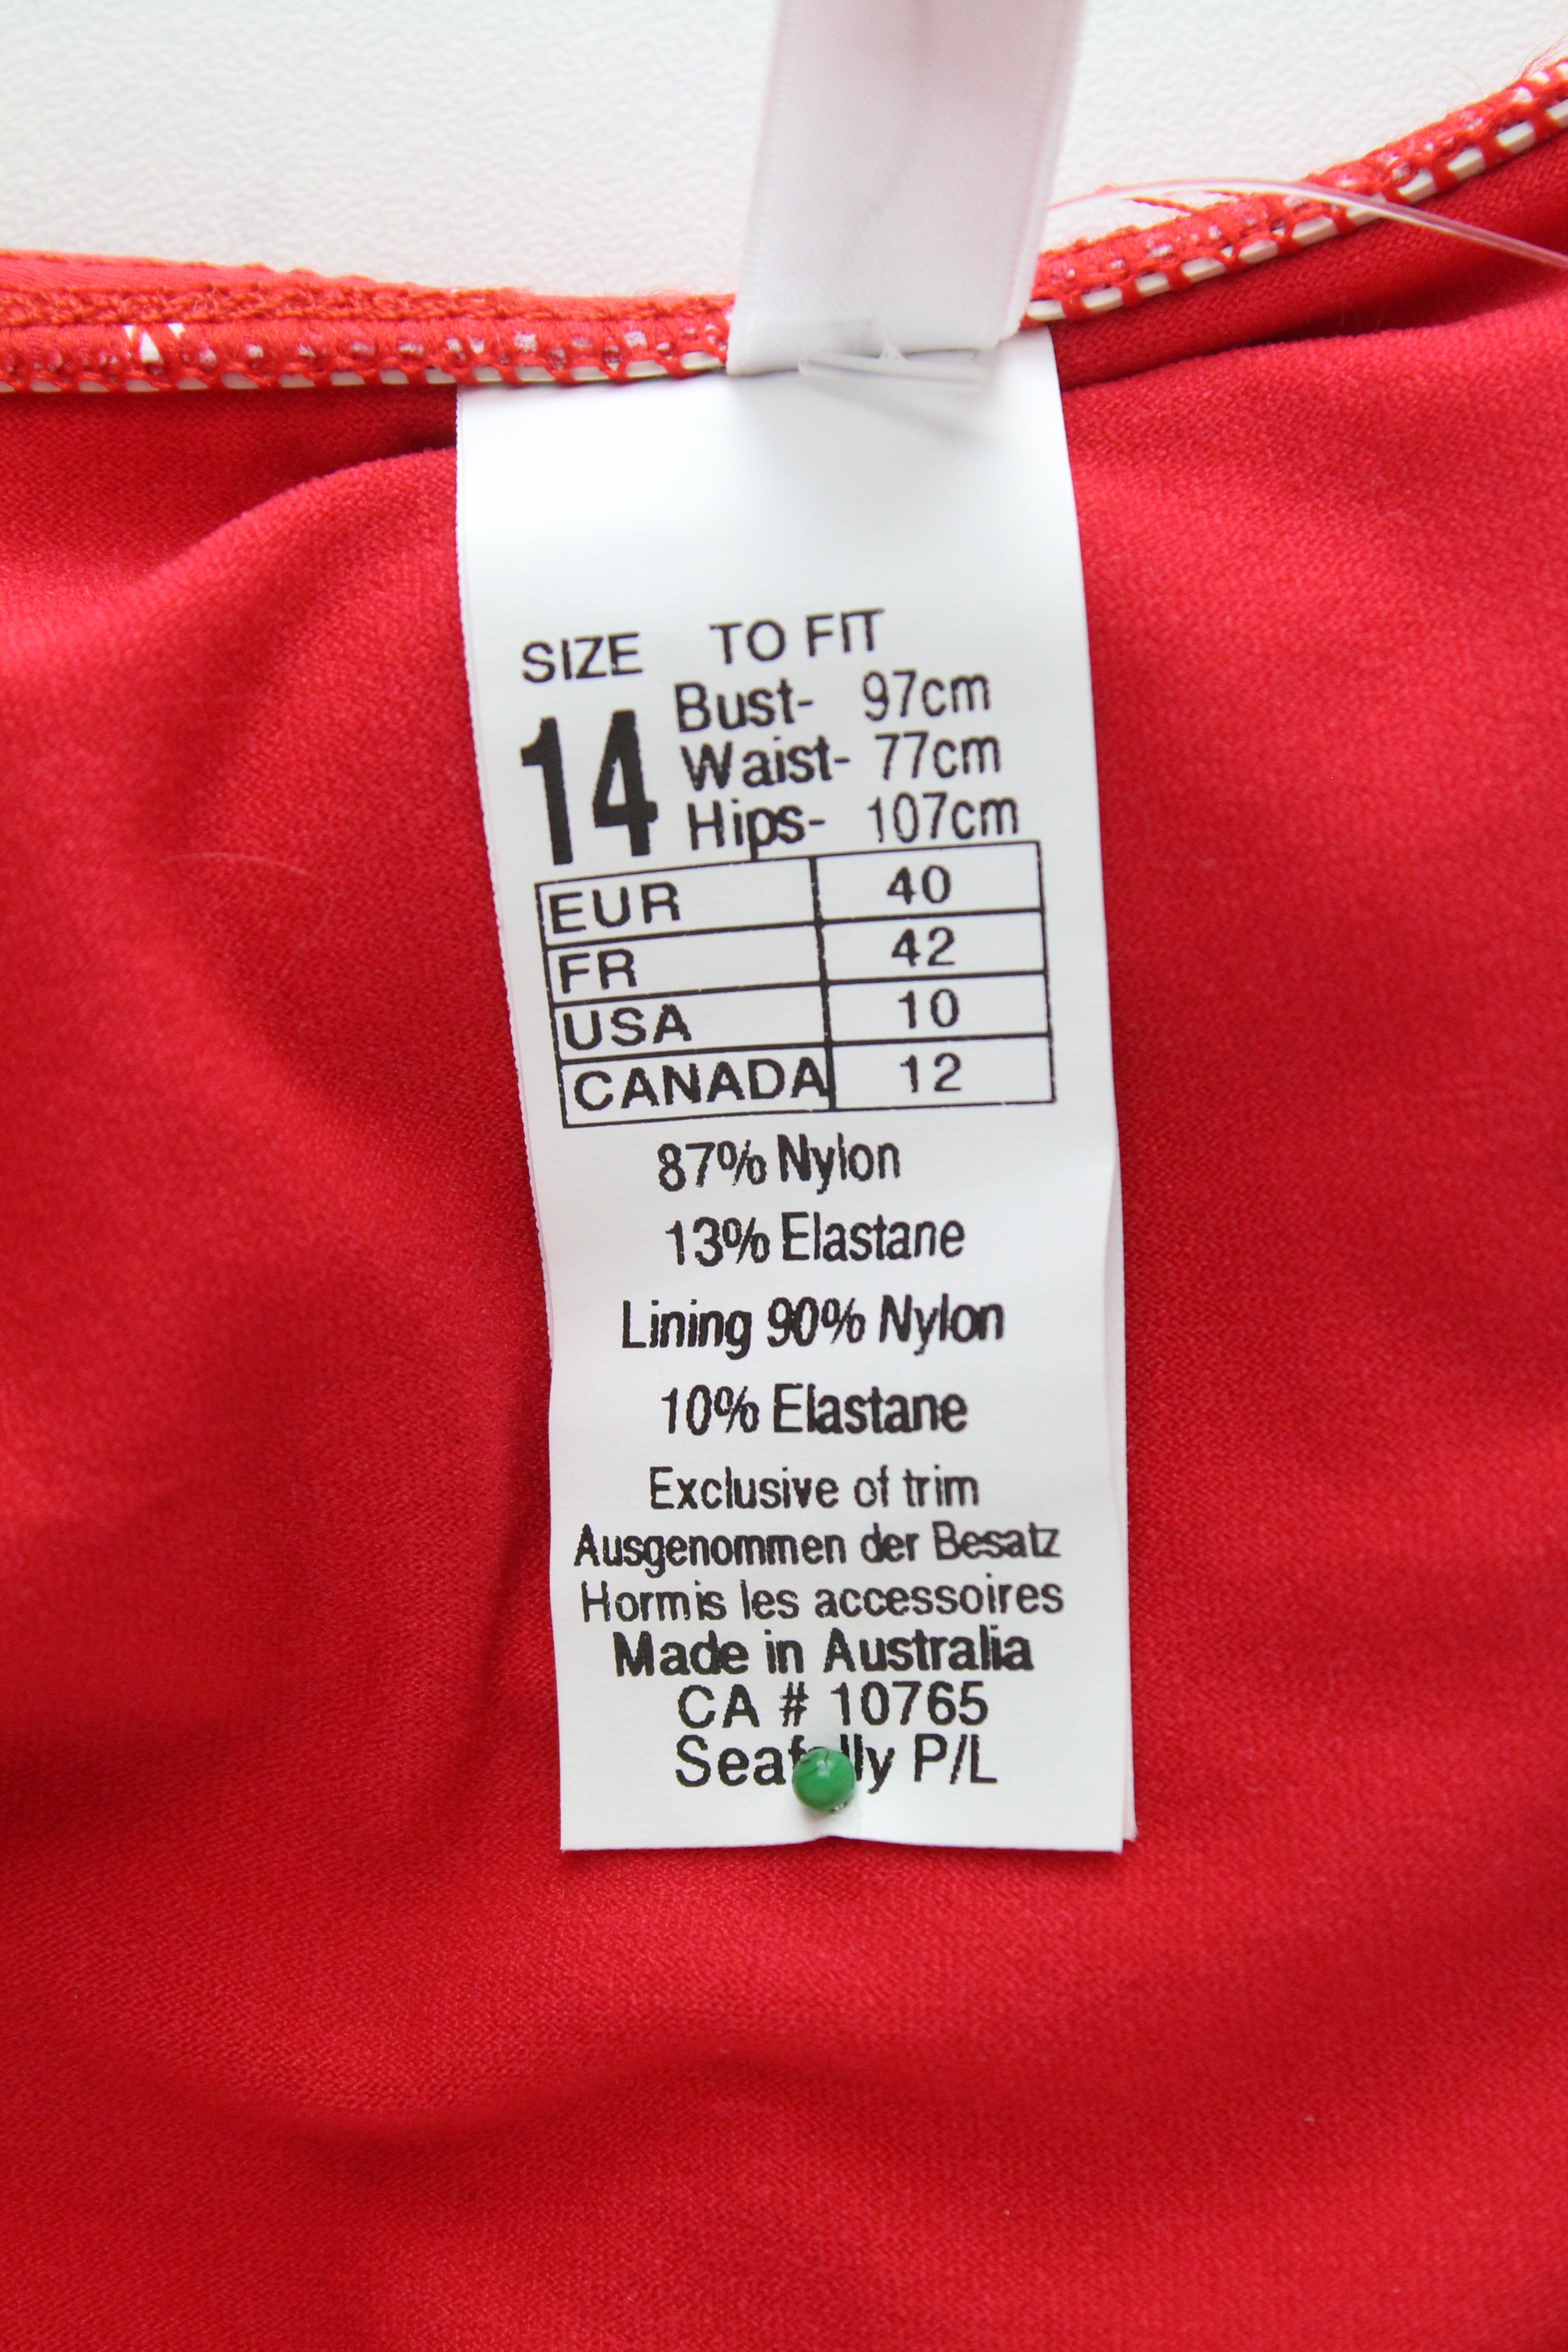 SIZE TO FIT
14 Bust- 97cm
Waist- 77cm
Hips- 107cm
EUR 40
FR 42
USA 10
CANADA 12
87% Nylon
13% Elastane
Lining 90% Nylon
10% Elastane
Exclusive of trim
Ausgenommen der Besatz
Hormis les accessoires
Made in Australia
CA # 10765
P/L